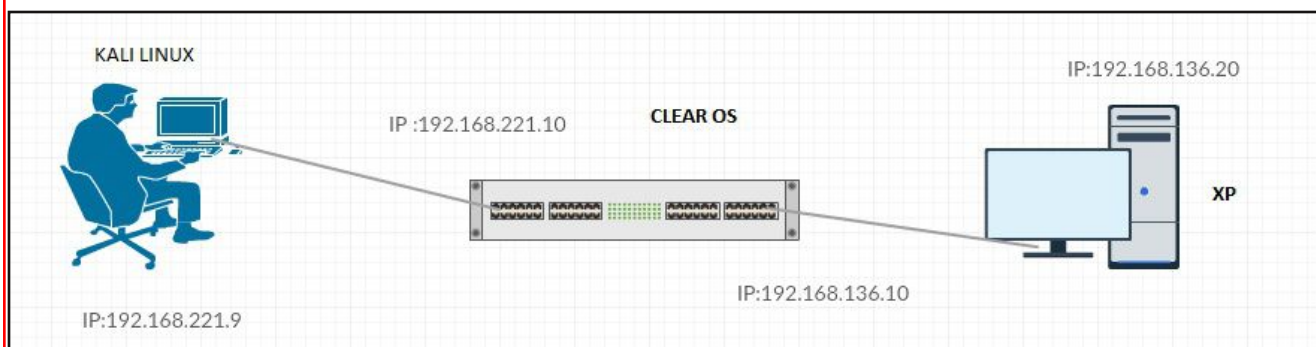 KALI LINUX
IP:192.168.136.20
IP :192.168.221.10
CLEAR OS
XP
IP:192.168.136.10
IP:192.168.221.9